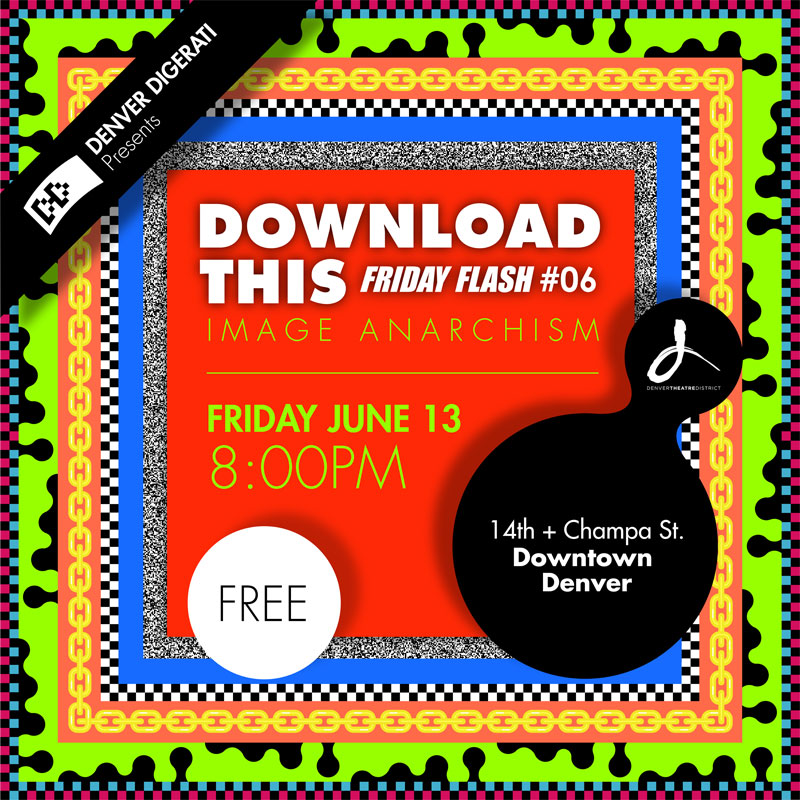 DENVER DIGERATI
Presents
DOWNLOAD
THIS FRIDAY FLASH #06
IMAGE ANARCHISM
DENVERTHEATREDISTRICT
FRIDAY JUNE 13
8:00PM
14th + Champa St.
Downtown
Denver
FREE